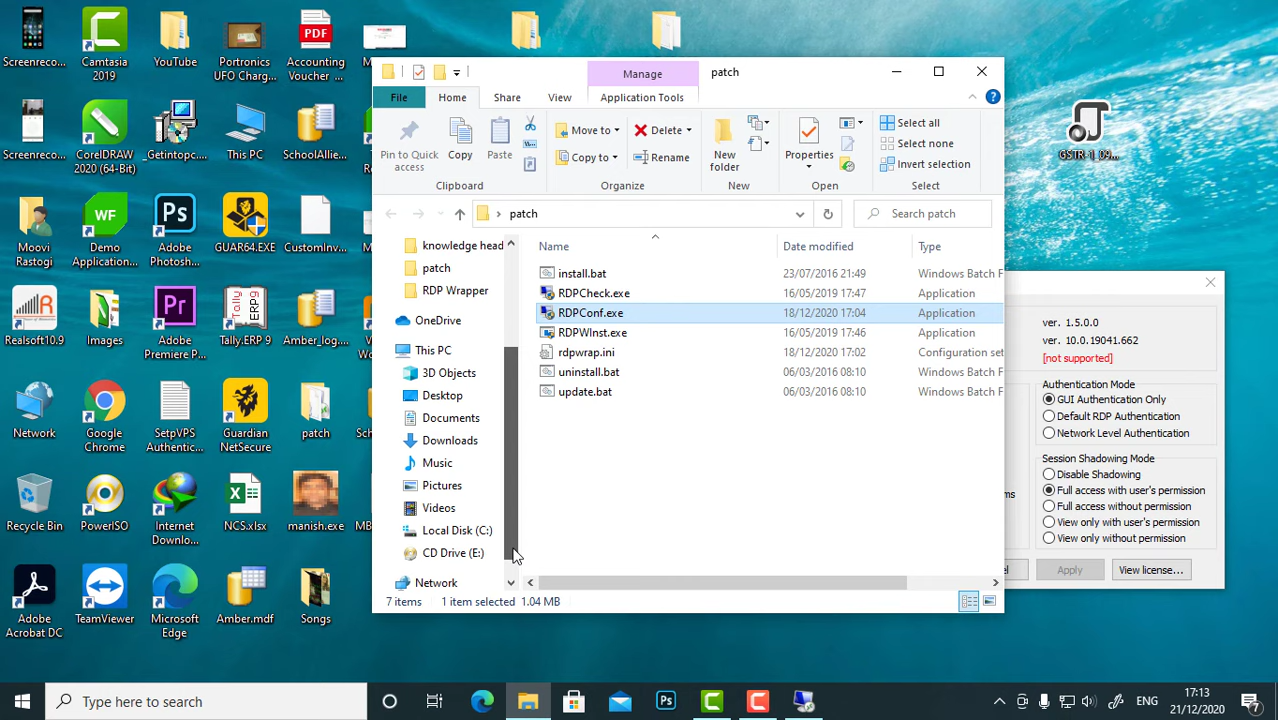 Screenreco...
Camtasia 2019
YouTube
Portronics UFO Charg...
PDF
Accounting Voucher ...
Screenreco...
CorelDRAW 2020 (64-Bit)
_Getintopc....
This PC
SchoolAllie...
Moovi Rastogi
WF
Demo Application...
Ps
Adobe Photosh...
GUAR64.EXE
CustomInv...
Realsoft10.9
Images
Pr
Adobe Premiere P...
Tally ERP 9
Tally.ERP 9
Amber_log....
Network
Google Chrome
SetpVPS Authentic...
Guardian NetSecure
patch
Recycle Bin
PowerISO
Internet Downlo...
NCS.xlsx
manish.exe
Adobe Acrobat DC
TeamViewer
Microsoft Edge
Amber.mdf
Songs
GSTR-1_09...
Manage
patch
File
Home
Share
View
Application Tools
Pin to Quick access
Copy
Paste
Clipboard
Move to
Copy to
Delete
Rename
Organize
New folder
New
Properties
Open
Select all
Select none
Invert selection
Select
patch
Search patch
knowledge head
patch
RDP Wrapper
OneDrive
This PC
3D Objects
Desktop
Documents
Downloads
Music
Pictures
Videos
Local Disk (C:)
CD Drive (E:)
Network
Name Date modified Type
install.bat 23/07/2016 21:49 Windows Batch F
RDPCheck.exe 16/05/2019 17:47 Application
RDPConf.exe 18/12/2020 17:04 Application
RDPWInst.exe 16/05/2019 17:46 Application
rdpwrap.ini 18/12/2020 17:02 Configuration set
uninstall.bat 06/03/2016 08:10 Windows Batch F
update.bat 06/03/2016 08:10 Windows Batch F
7 items 1 item selected 1.04 MB
ver. 1.5.0.0
ver. 10.0.19041.662
[not supported]
Authentication Mode
GUI Authentication Only
Default RDP Authentication
Network Level Authentication
Session Shadowing Mode
Disable Shadowing
Full access with user's permission
Full access without permission
View only with user's permission
View only without permission
Apply
View license...
Type here to search
Ps
ENG
17:13
21/12/2020
7